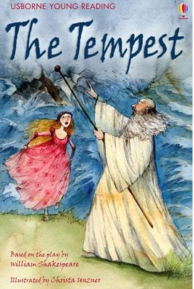 USBORNE YOUNG READING
The Tempest
Based on the play by
William Shakespeare
Illustrated by Christa Unzner